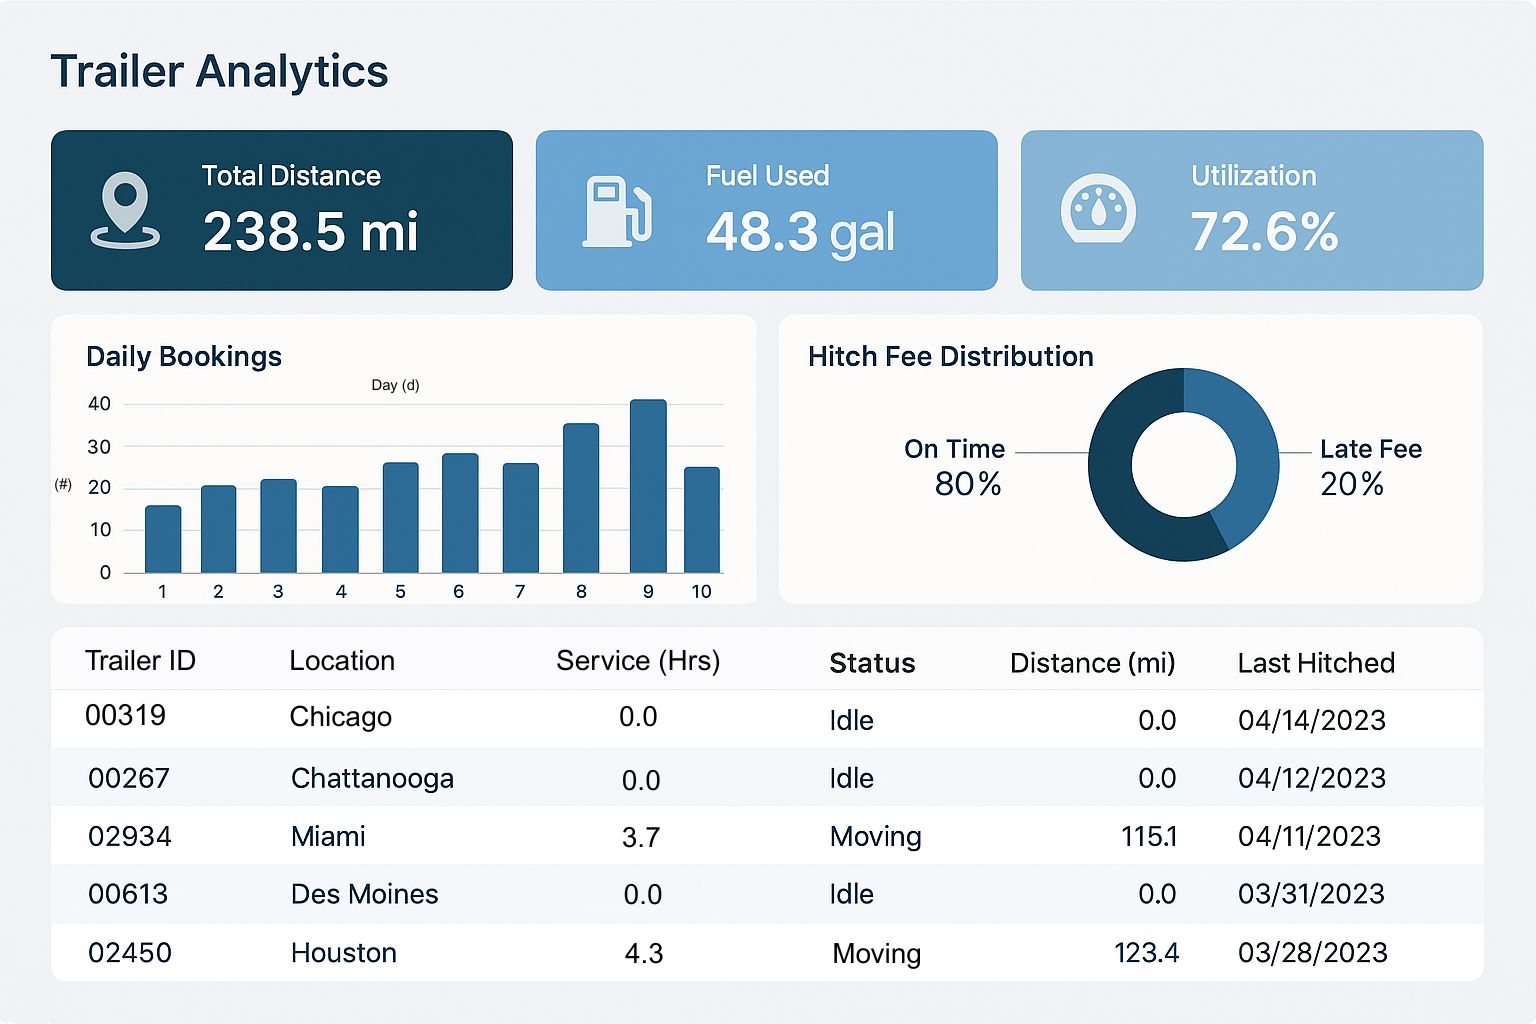 Trailer Analytics
Total Distance
238.5 mi
Fuel Used
48.3 gal
Utilization
72.6%
Daily Bookings
Day (d)
40
30
(#) 20
10
0
1 2 3 4 5 6 7 8 9 10
Hitch Fee Distribution
On Time
80%
Late Fee
20%
Trailer ID Location Service (Hrs) Status Distance (mi) Last Hitched
00319 Chicago 0.0 Idle 0.0 04/14/2023
00267 Chattanooga 0.0 Idle 0.0 04/12/2023
02934 Miami 3.7 Moving 115.1 04/11/2023
00613 Des Moines 0.0 Idle 0.0 03/31/2023
02450 Houston 4.3 Moving 123.4 03/28/2023